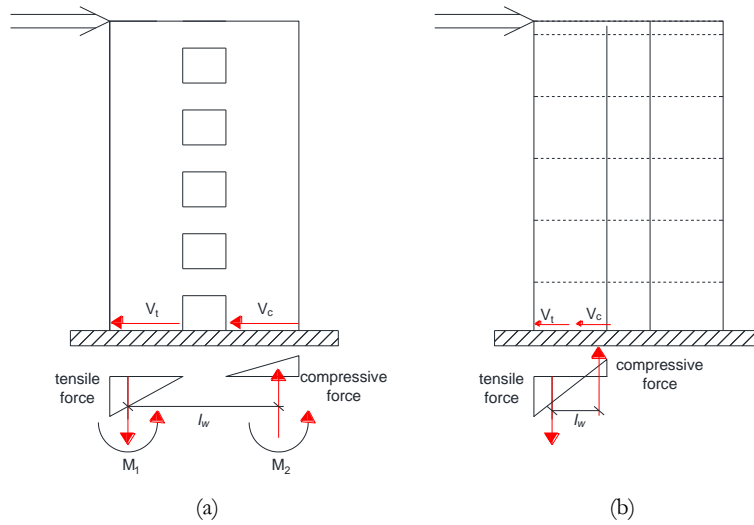 Vt
Vc
tensile
force
compressive
force
lw
M1
M2
(a)
Vt
Vc
tensile
force
compressive
force
lw
(b)